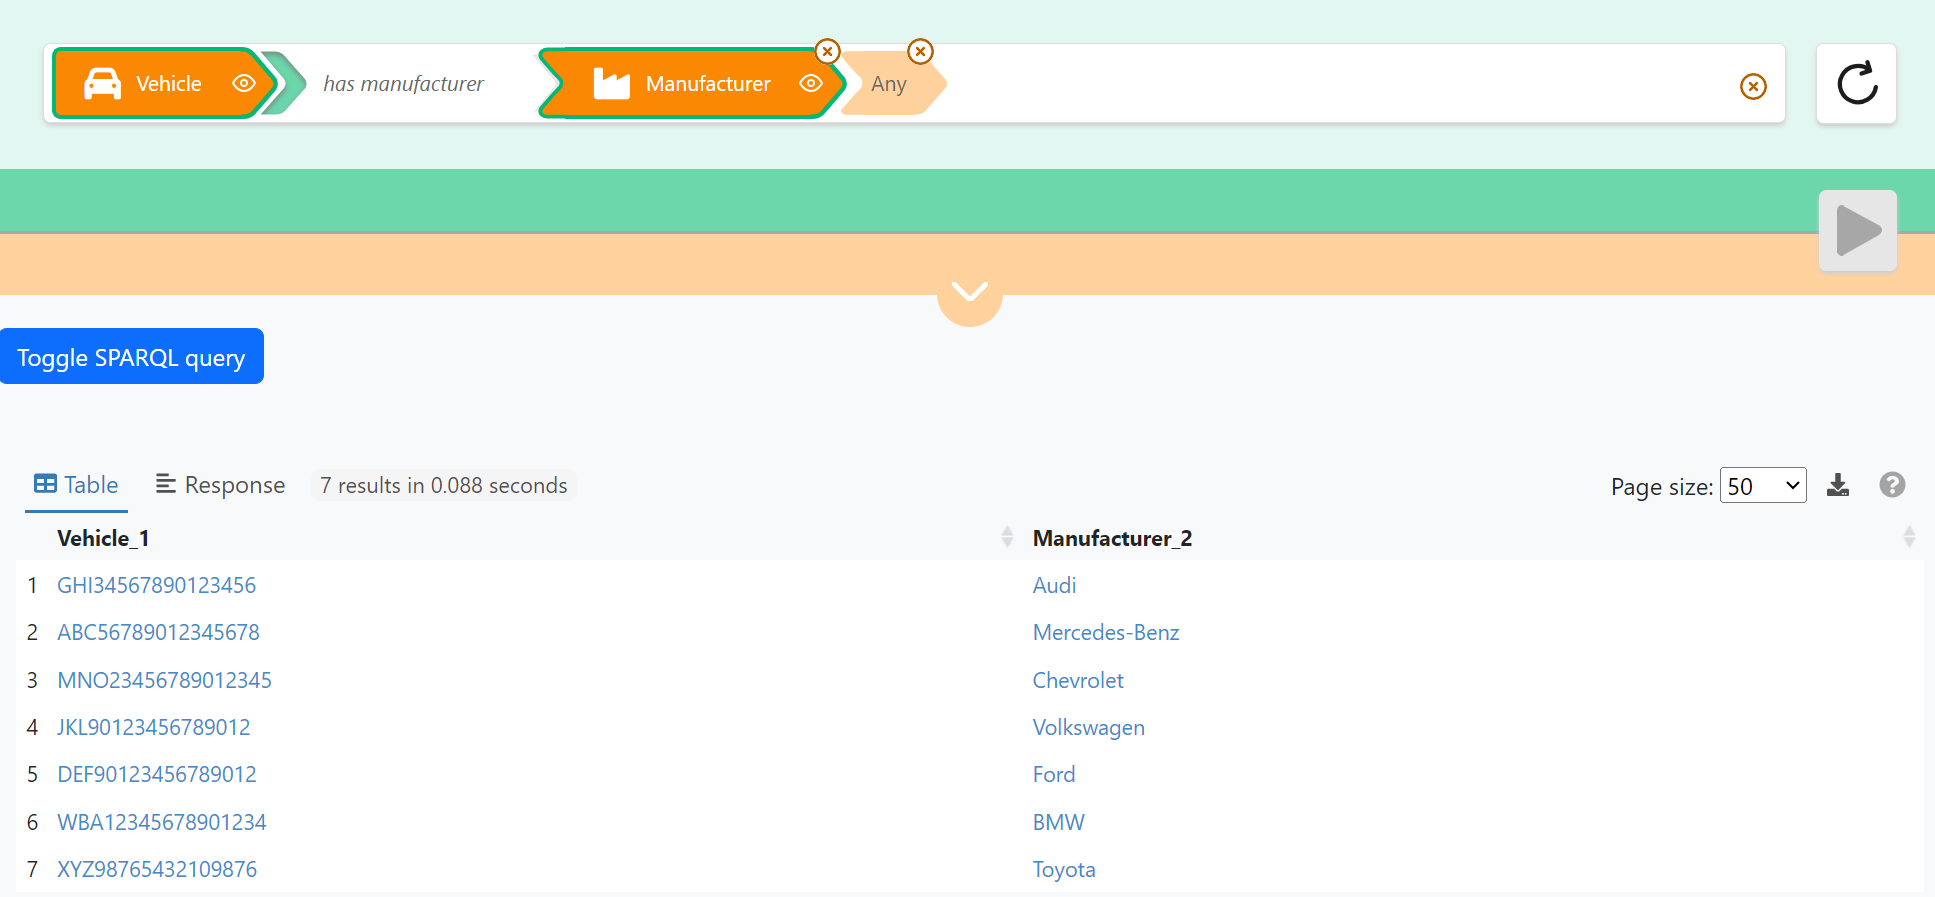 Vehicle has manufacturer Manufacturer Any
Toggle SPARQL query
Table Response 7 results in 0.088 seconds Page size: 50
Vehicle_1 Manufacturer_2
1 GHI34567890123456 Audi
2 ABC56789012345678 Mercedes-Benz
3 MNO23456789012345 Chevrolet
4 JKL90123456789012 Volkswagen
5 DEF90123456789012 Ford
6 WBA12345678901234 BMW
7 XYZ98765432109876 Toyota